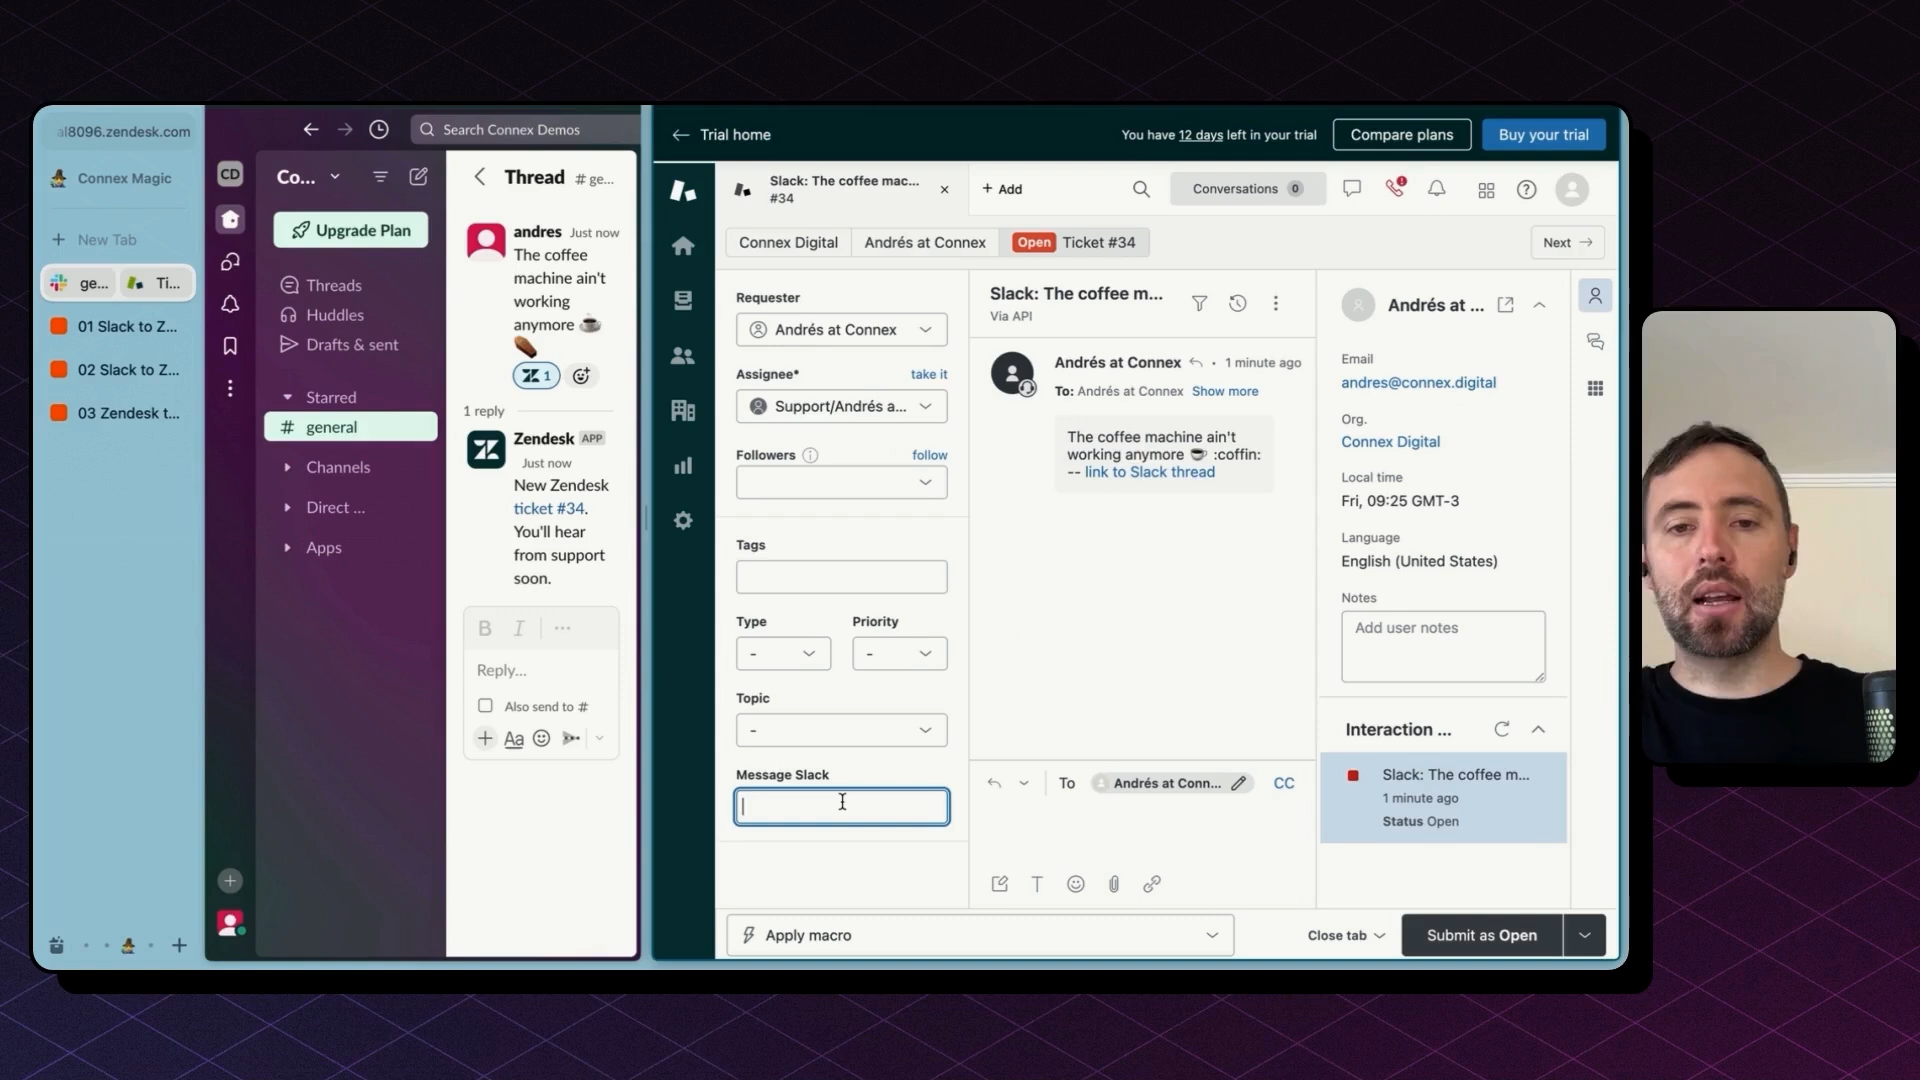 al8096.zendesk.com
Connex Magic
New Tab
ge...
Ti...
01 Slack to Z...
02 Slack to Z...
03 Zendesk t...
Search Connex Demos
CD
Co...
Upgrade Plan
Threads
Huddles
Drafts & sent
Starred
# general
Channels
Direct ...
Apps
Thread # ge...
andres Just now
The coffee
machine ain't
working
anymore
1
1 reply
Zendesk APP
Just now
New Zendesk
ticket #34.
You'll hear
from support
soon.
B I
Reply...
Also send to #
Aa
Trial home
You have 12 days left in your trial
Compare plans
Buy your trial
Slack: The coffee mac...
#34
+ Add
Conversations 0
Connex Digital
Andrés at Connex
Open Ticket #34
Next
Requester
Andrés at Connex
Assignee* take it
Support/Andrés a...
Followers follow
Tags
Type Priority
- -
Topic
-
Message Slack
Slack: The coffee m...
Via API
Andrés at Connex · 1 minute ago
To: Andrés at Connex Show more
The coffee machine ain't
working anymore :coffin:
-- link to Slack thread
To Andrés at Conn... CC
T
Apply macro
Close tab
Submit as Open
Andrés at ...
Email
andres@connex.digital
Org.
Connex Digital
Local time
Fri, 09:25 GMT-3
Language
English (United States)
Notes
Add user notes
Interaction ...
Slack: The coffee m...
1 minute ago
Status Open